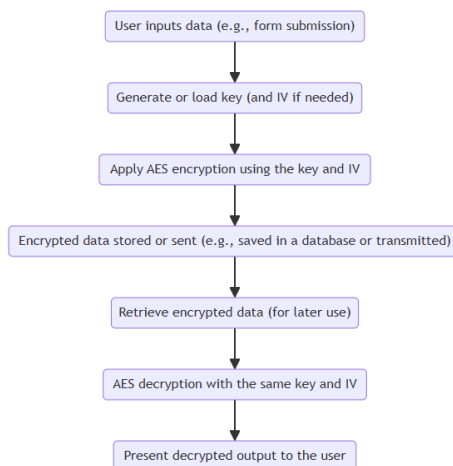 User inputs data (e.g., form submission)
Generate or load key (and IV if needed)
Apply AES encryption using the key and IV
Encrypted data stored or sent (e.g., saved in a database or transmitted)
Retrieve encrypted data (for later use)
AES decryption with the same key and IV
Present decrypted output to the user